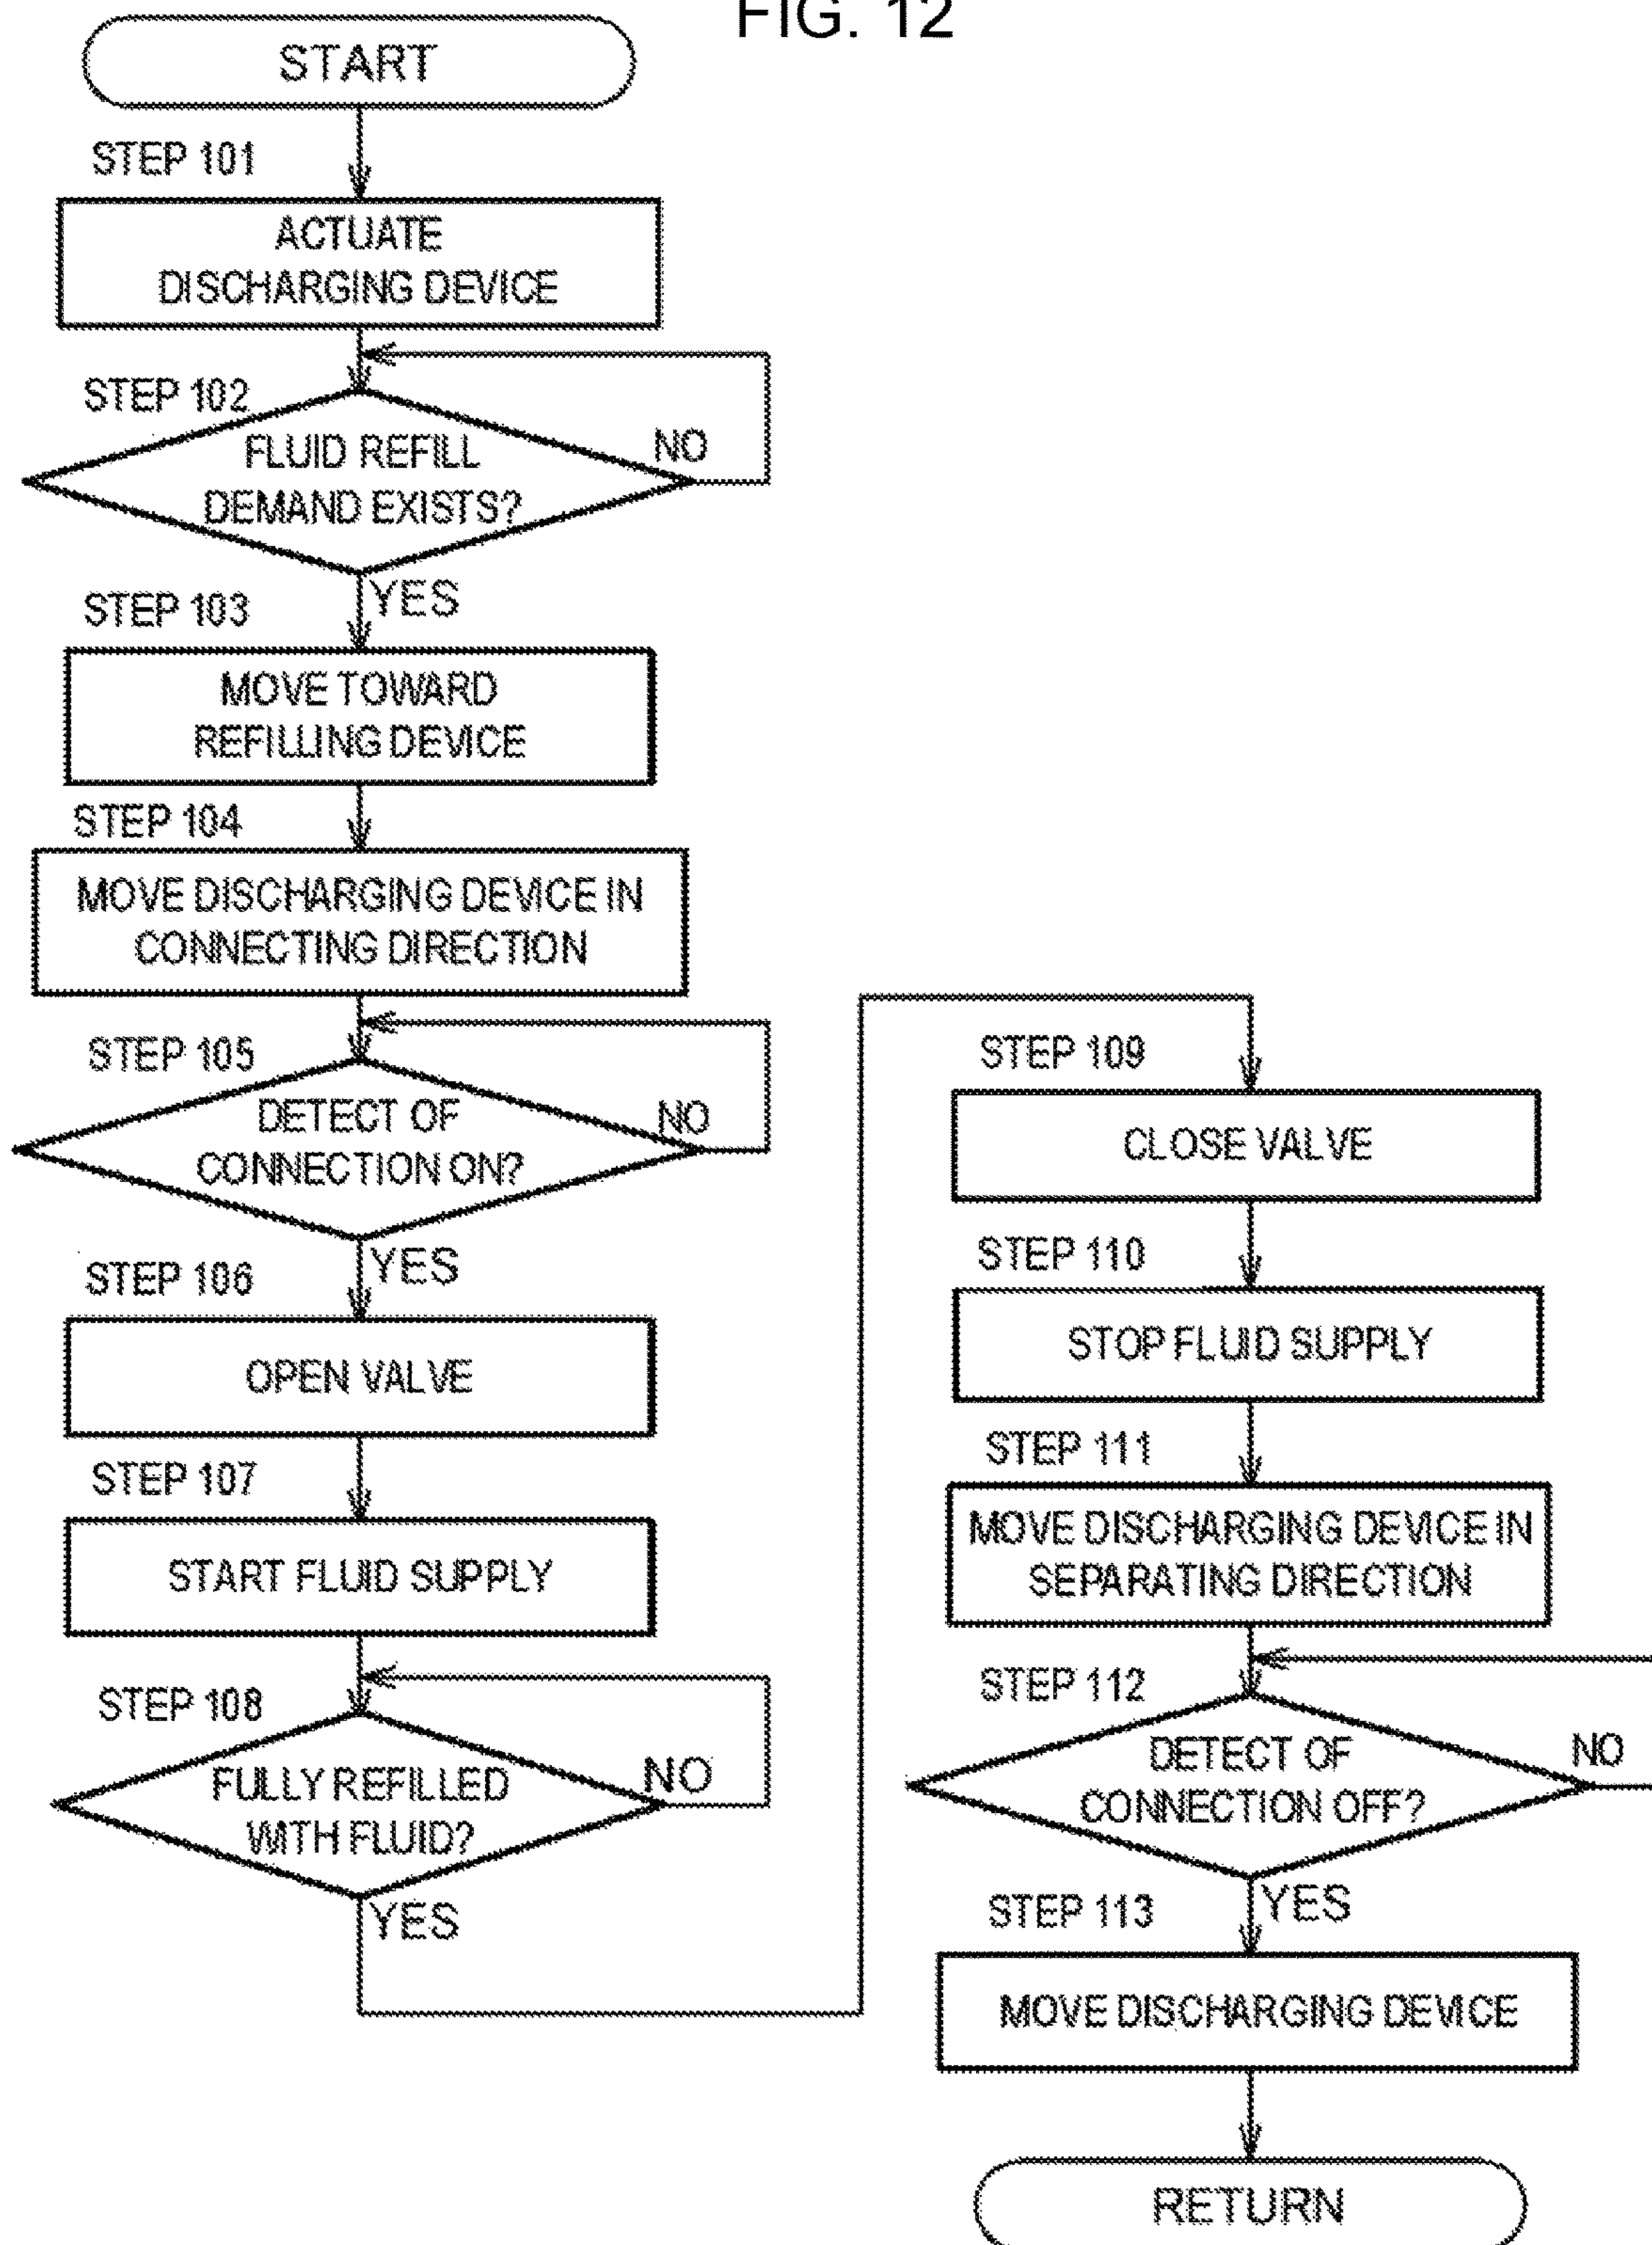 FIG. 12
START
STEP 101
ACTUATE
DISCHARGING DEVICE
STEP 102
FLUID REFILL
DEMAND EXISTS?
NO
YES
STEP 103
MOVE TOWARD
REFILLING DEVICE
STEP 104
MOVE DISCHARGING DEVICE IN
CONNECTING DIRECTION
STEP 105
DETECT OF
CONNECTION ON?
NO
YES
STEP 106
OPEN VALVE
STEP 107
START FLUID SUPPLY
STEP 108
FULLY REFILLED
WITH FLUID?
NO
YES
STEP 109
CLOSE VALVE
STEP 110
STOP FLUID SUPPLY
STEP 111
MOVE DISCHARGING DEVICE IN
SEPARATING DIRECTION
STEP 112
DETECT OF
CONNECTION OFF?
NO
YES
STEP 113
MOVE DISCHARGING DEVICE
RETURN